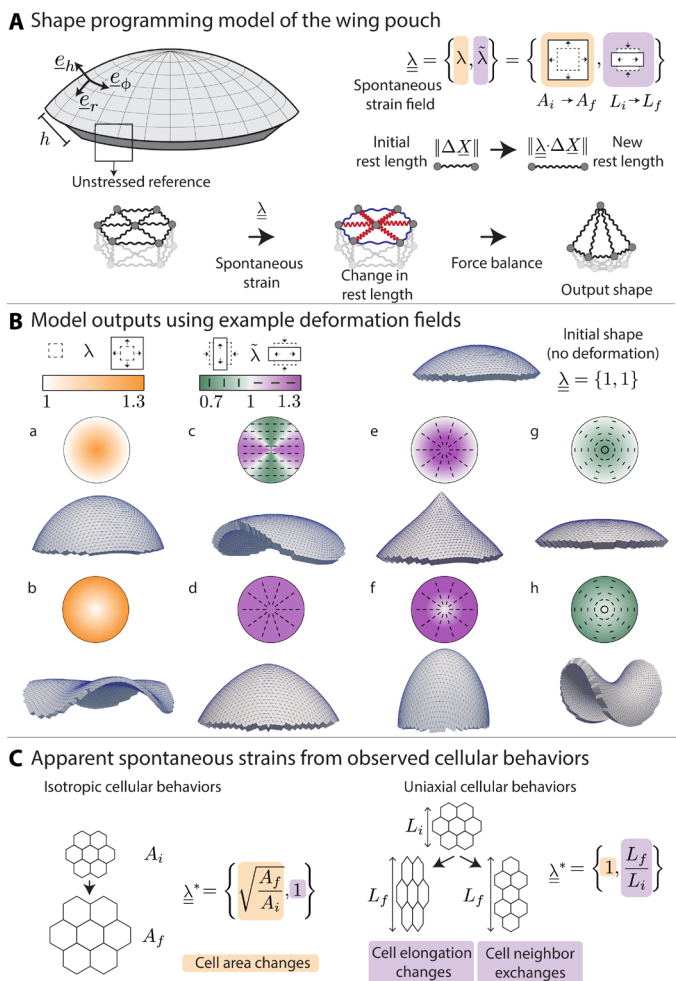 A Shape programming model of the wing pouch
e_h
e_ϕ
e_r
h
λ = { λ , λ̃ } = { , }
Spontaneous
strain field
A_i → A_f L_i → L_f
Initial
rest length
‖ΔX‖ → ‖λ·ΔX‖
New
rest length
Unstressed reference
λ
Spontaneous
strain
Change in
rest length
Force balance
Output shape
B Model outputs using example deformation fields
λ
1 1.3
λ̃
0.7 1 1.3
Initial shape
(no deformation)
λ = {1, 1}
a c e g
b d f h
C Apparent spontaneous strains from observed cellular behaviors
Isotropic cellular behaviors
A_i
A_f
λ* = { √(A_f/A_i), 1 }
Cell area changes
Uniaxial cellular behaviors
L_i
L_f
L_f
λ* = { 1, L_f/L_i }
Cell elongation
changes
Cell neighbor
exchanges